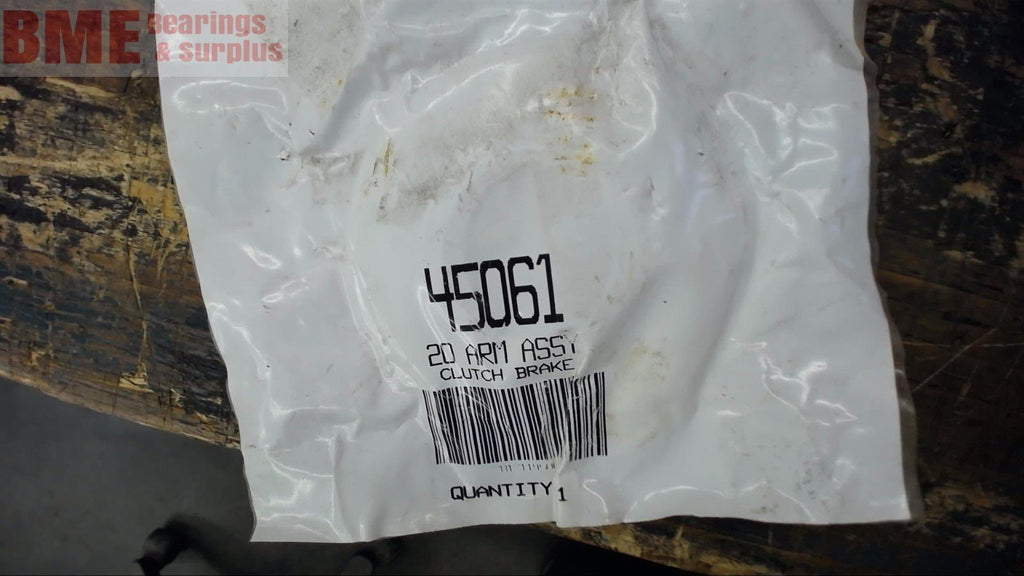 BME Bearings
& surplus
45061
20 ARM ASSY
CLUTCH BRAKE
QUANTITY 1